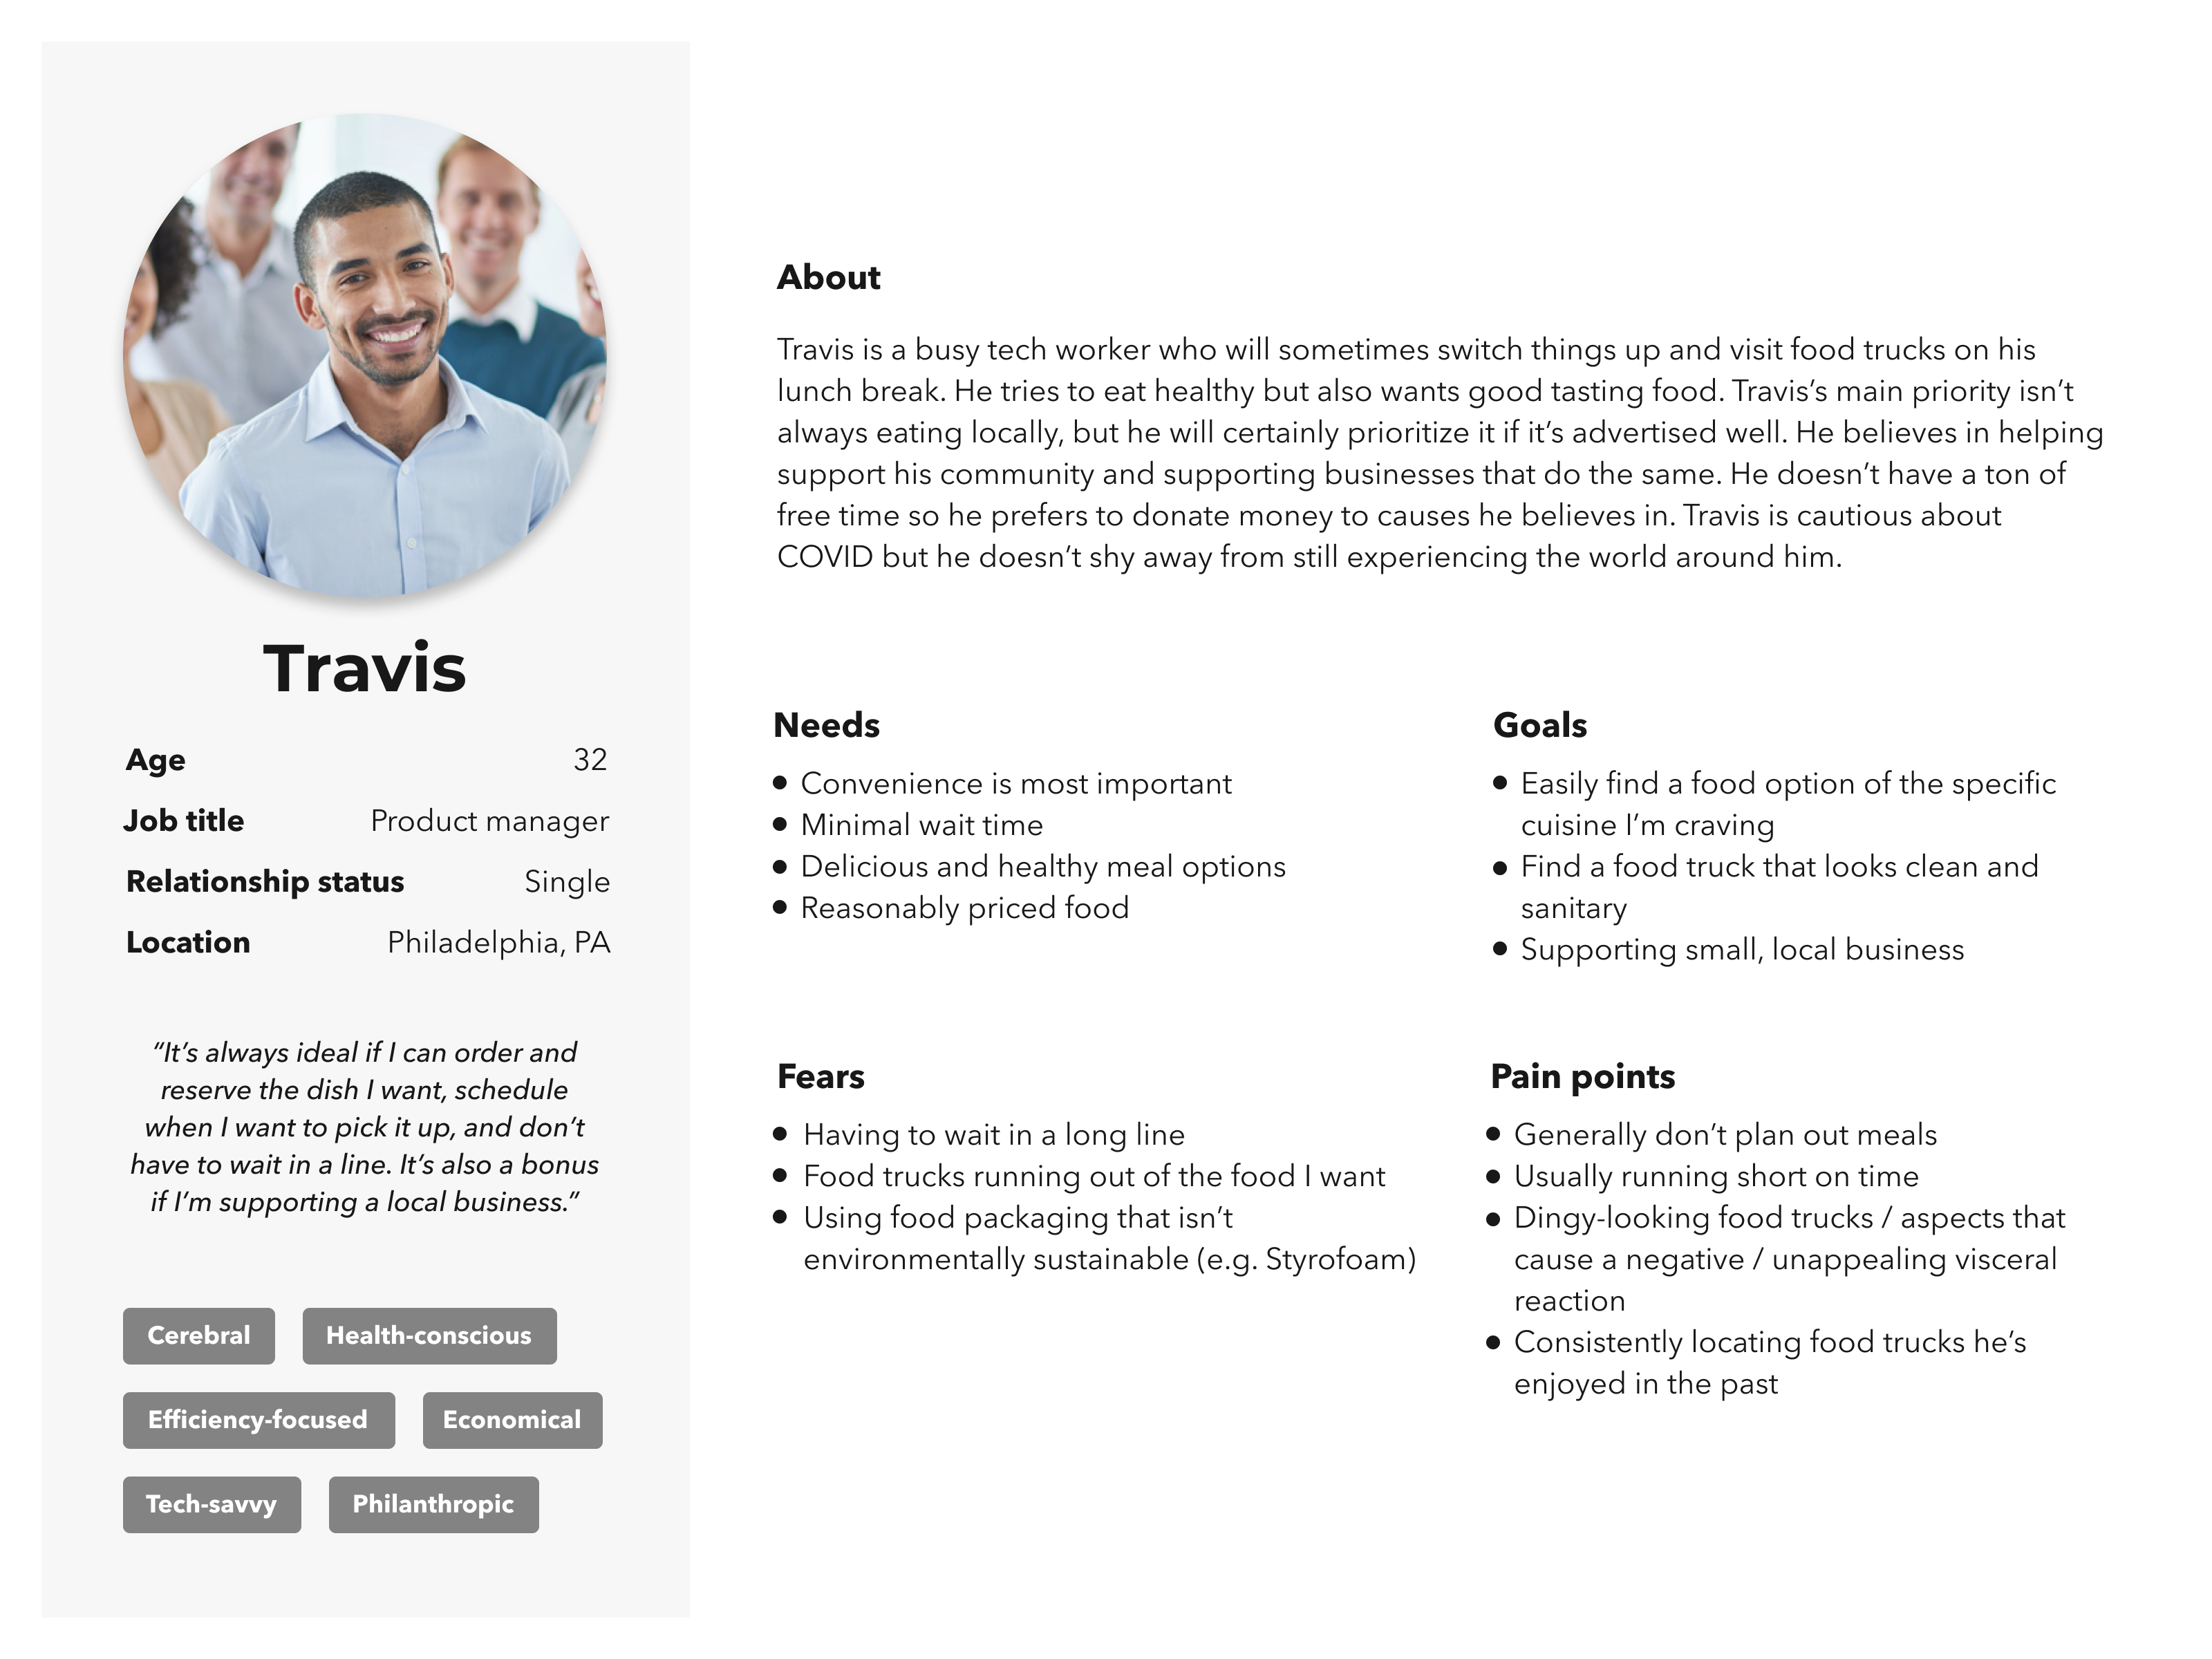 Travis
Age 32
Job title Product manager
Relationship status Single
Location Philadelphia, PA
“It’s always ideal if I can order and
reserve the dish I want, schedule
when I want to pick it up, and don’t
have to wait in a line. It’s also a bonus
if I’m supporting a local business.”
Cerebral Health-conscious
Efficiency-focused Economical
Tech-savvy Philanthropic
About
Travis is a busy tech worker who will sometimes switch things up and visit food trucks on his
lunch break. He tries to eat healthy but also wants good tasting food. Travis’s main priority isn’t
always eating locally, but he will certainly prioritize it if it’s advertised well. He believes in helping
support his community and supporting businesses that do the same. He doesn’t have a ton of
free time so he prefers to donate money to causes he believes in. Travis is cautious about
COVID but he doesn’t shy away from still experiencing the world around him.
Needs
• Convenience is most important
• Minimal wait time
• Delicious and healthy meal options
• Reasonably priced food
Goals
• Easily find a food option of the specific
cuisine I’m craving
• Find a food truck that looks clean and
sanitary
• Supporting small, local business
Fears
• Having to wait in a long line
• Food trucks running out of the food I want
• Using food packaging that isn’t
environmentally sustainable (e.g. Styrofoam)
Pain points
• Generally don’t plan out meals
• Usually running short on time
• Dingy-looking food trucks / aspects that
cause a negative / unappealing visceral
reaction
• Consistently locating food trucks he’s
enjoyed in the past